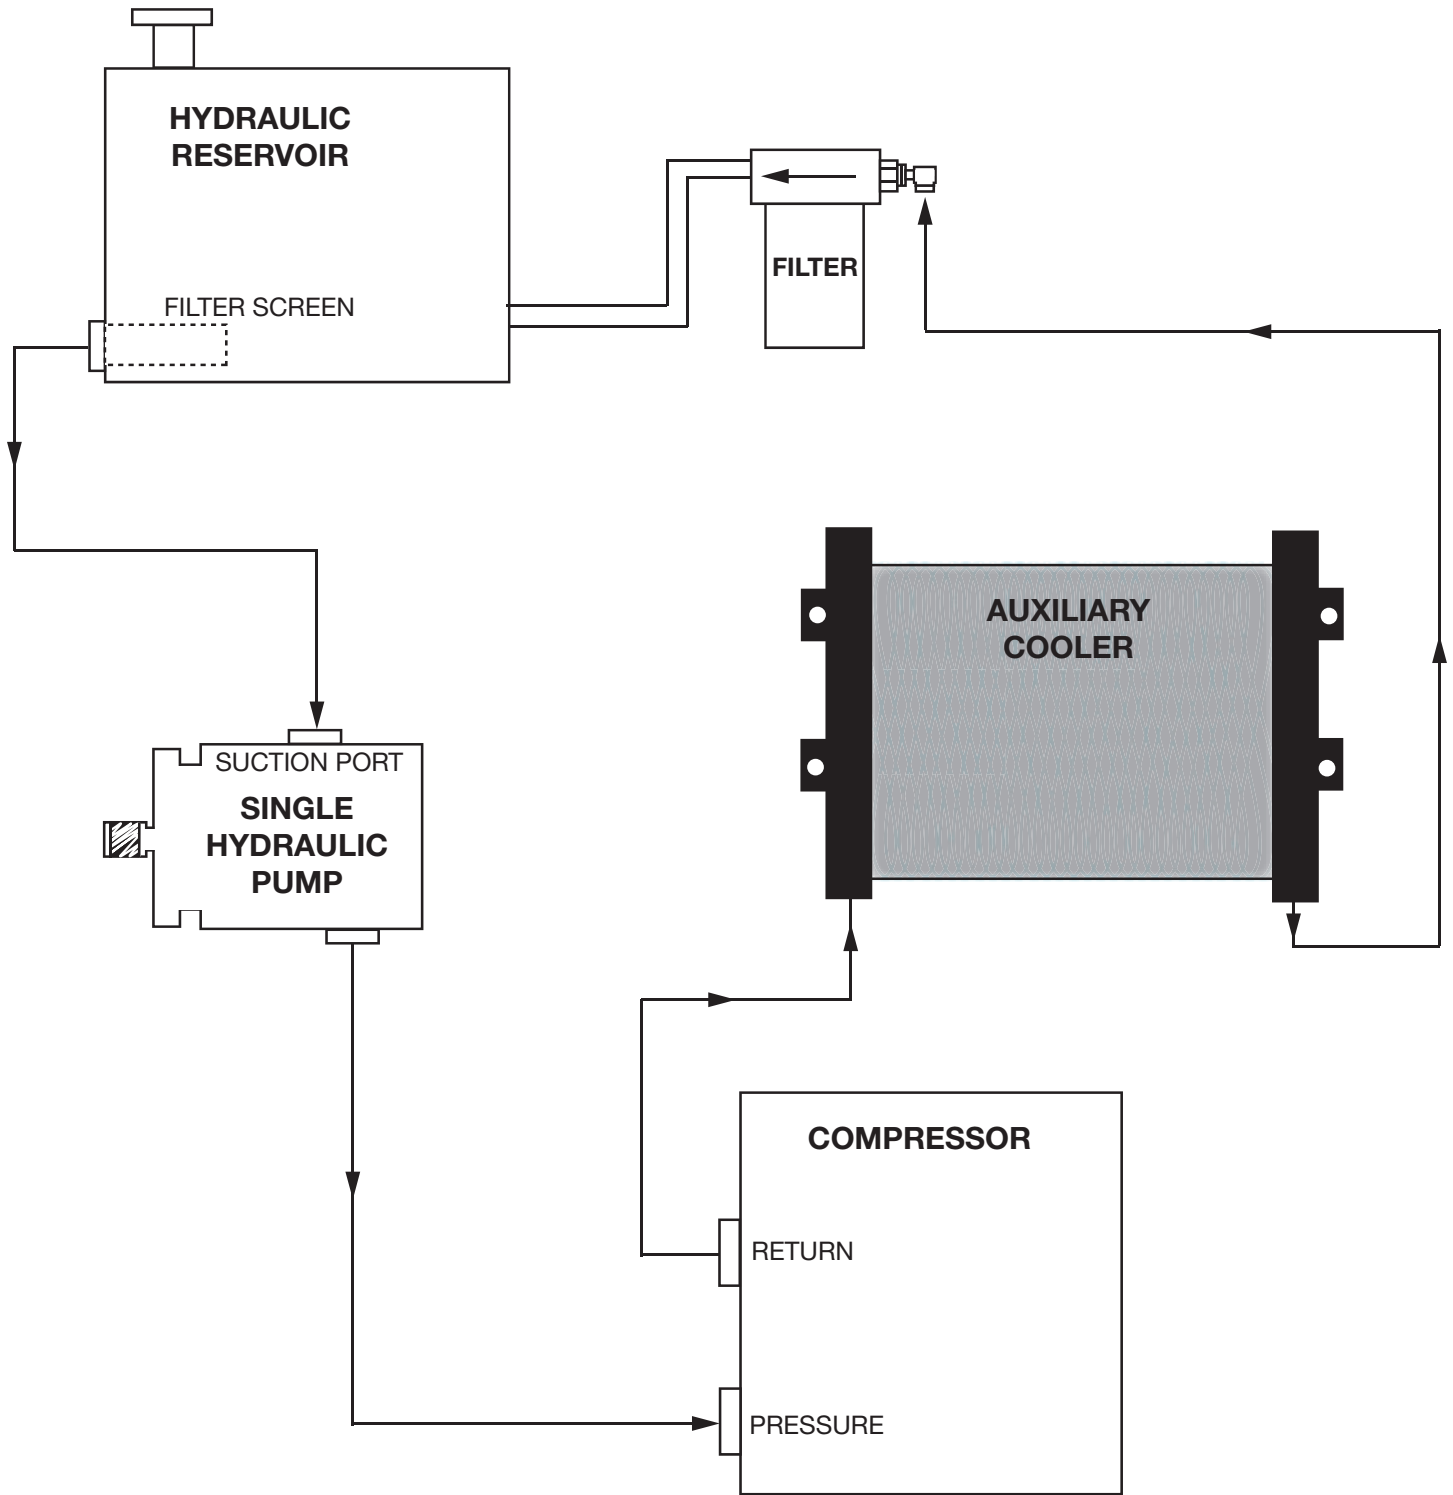 HYDRAULIC
RESERVOIR
FILTER SCREEN
FILTER
AUXILIARY
COOLER
SUCTION PORT
SINGLE
HYDRAULIC
PUMP
COMPRESSOR
RETURN
PRESSURE